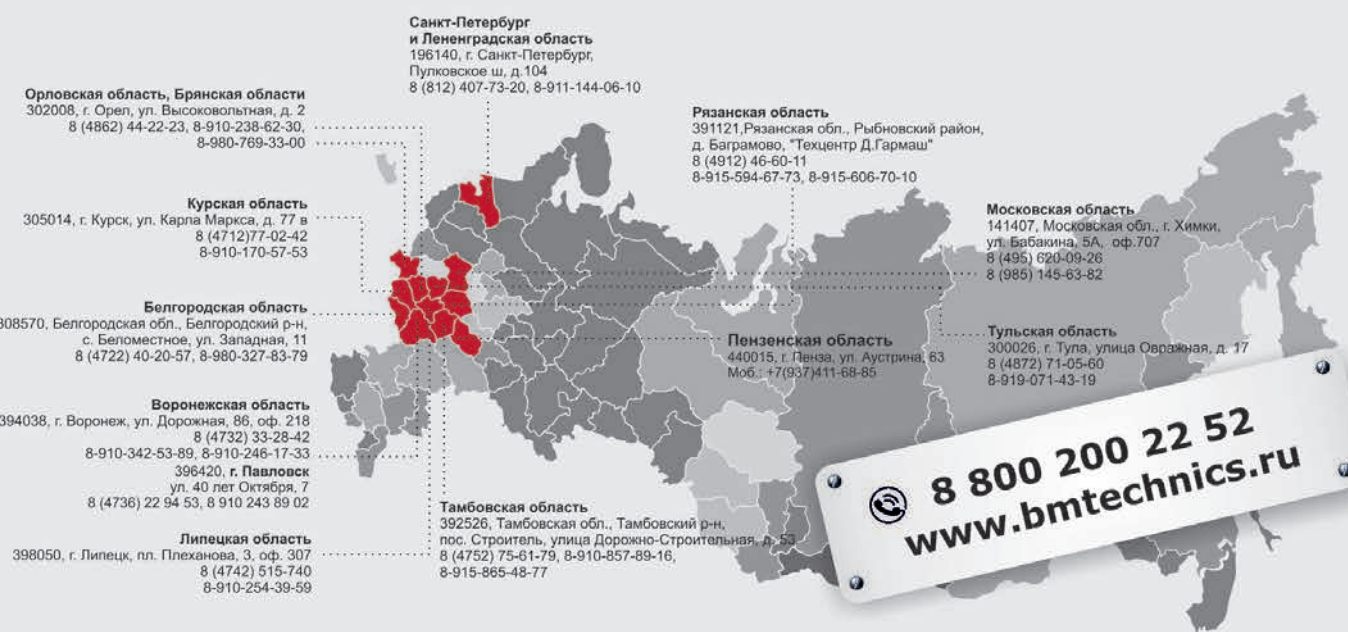 Санкт-Петербург
и Лененградская область
196140, г. Санкт-Петербург,
Пулковское ш, д.104
8 (812) 407-73-20, 8-911-144-06-10
Орловская область, Брянская области
302008, г. Орел, ул. Высоковольтная, д. 2
8 (4862) 44-22-23, 8-910-238-62-30,
8-980-769-33-00
Рязанская область
391121,Рязанская обл., Рыбновский район,
д. Баграмово, "Техцентр Д.Гармаш"
8 (4912) 46-60-11
8-915-594-67-73, 8-915-606-70-10
Курская область
305014, г. Курск, ул. Карла Маркса, д. 77 в
8 (4712)77-02-42
8-910-170-57-53
Московская область
141407, Московская обл., г. Химки,
ул. Бабакина, 5А, оф.707
8 (495) 620-09-26
8 (985) 145-63-82
Белгородская область
308570, Белгородская обл., Белгородский р-н,
с. Беломестное, ул. Западная, 11
8 (4722) 40-20-57, 8-980-327-83-79
Пензенская область
440015, г. Пенза, ул. Аустрина, 63
Моб.: +7(937)411-68-85
Тульская область
300026, г. Тула, улица Овражная, д. 17
8 (4872) 71-05-60
8-919-071-43-19
Воронежская область
394038, г. Воронеж, ул. Дорожная, 86, оф. 218
8 (4732) 33-28-42
8-910-342-53-89, 8-910-246-17-33
396420, г. Павловск
ул. 40 лет Октября, 7
8 (4736) 22 94 53, 8 910 243 89 02
Тамбовская область
392526, Тамбовская обл., Тамбовский р-н,
пос. Строитель, улица Дорожно-Строительная, д. 53
8 (4752) 75-61-79, 8-910-857-89-16,
8-915-865-48-77
Липецкая область
398050, г. Липецк, пл. Плеханова, 3, оф. 307
8 (4742) 515-740
8-910-254-39-59
8 800 200 22 52
www.bmtechnics.ru